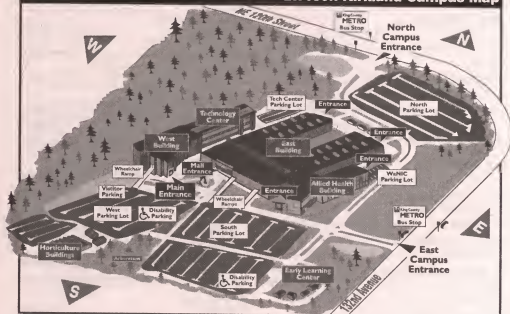 Kirkland Campus Map
NE 120th Street
King County
METRO
Bus Stop
North
Campus
Entrance
W
N
Technology
Center
Tech Center
Parking Lot
Entrance
North
Parking Lot
West
Building
East
Building
Entrance
Entrance
Wheelchair
Ramp
Mall
Entrance
WaNIC
Parking Lot
Visitor
Parking
Main
Entrance
Entrance
Allied Health
Building
King County
METRO
Bus Stop
West
Parking Lot
Disability
Parking
Wheelchair
Ramps
South
Parking Lot
E
Horticulture
Buildings
Arboretum
East
Campus
Entrance
S
Disability
Parking
Early Learning
Center
132nd Avenue